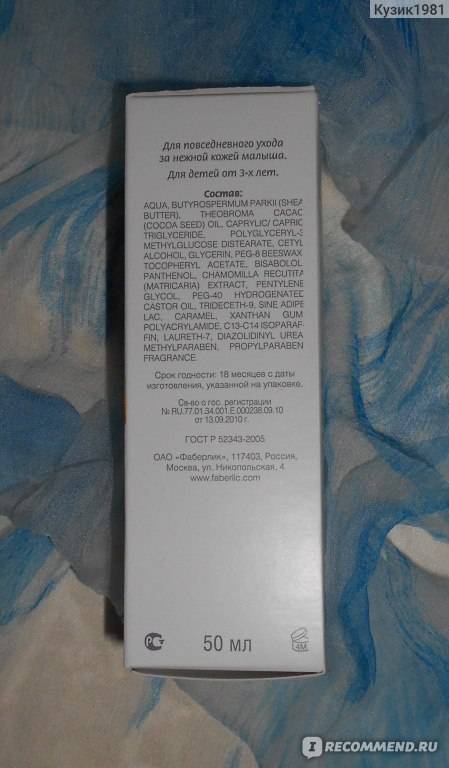 Кузик1981
Для повседневного ухода
за нежной кожей малыша.
Для детей от 3-х лет.
Состав:
AQUA, BUTYROSPERMUM PARKII (SHEA
BUTTER), THEOBROMA CACAO
(COCOA SEED) OIL, CAPRYLIC/ CAPRIC
TRIGLYCERIDE, POLYGLYCERYL-3
METHYLGLUCOSE DISTEARATE, CETYL
ALCOHOL, GLYCERIN, PEG-8 BEESWAX,
TOCOPHERYL ACETATE, BISABOLOL,
PANTHENOL, CHAMOMILLA RECUTITA
(MATRICARIA) EXTRACT, PENTYLENE
GLYCOL, PEG-40 HYDROGENATED
CASTOR OIL, TRIDECETH-9, SINE ADIPE
LAC, CARAMEL, XANTHAN GUM,
POLYACRYLAMIDE, C13-C14 ISOPARAF-
FIN, LAURETH-7, DIAZOLIDINYL UREA,
METHYLPARABEN, PROPYLPARABEN,
FRAGRANCE.
Срок годности: 18 месяцев с даты
изготовления, указанной на упаковке.
Св-во о гос. регистрации
№ RU.77.01.34.001.E.000238.09.10
от 13.09.2010 г.
ГОСТ Р 52343-2005
ОАО «Фаберлик», 117403, Россия,
Москва, ул. Никопольская, 4
www.faberlic.com
50 мл
4М
IRECOMMEND.RU